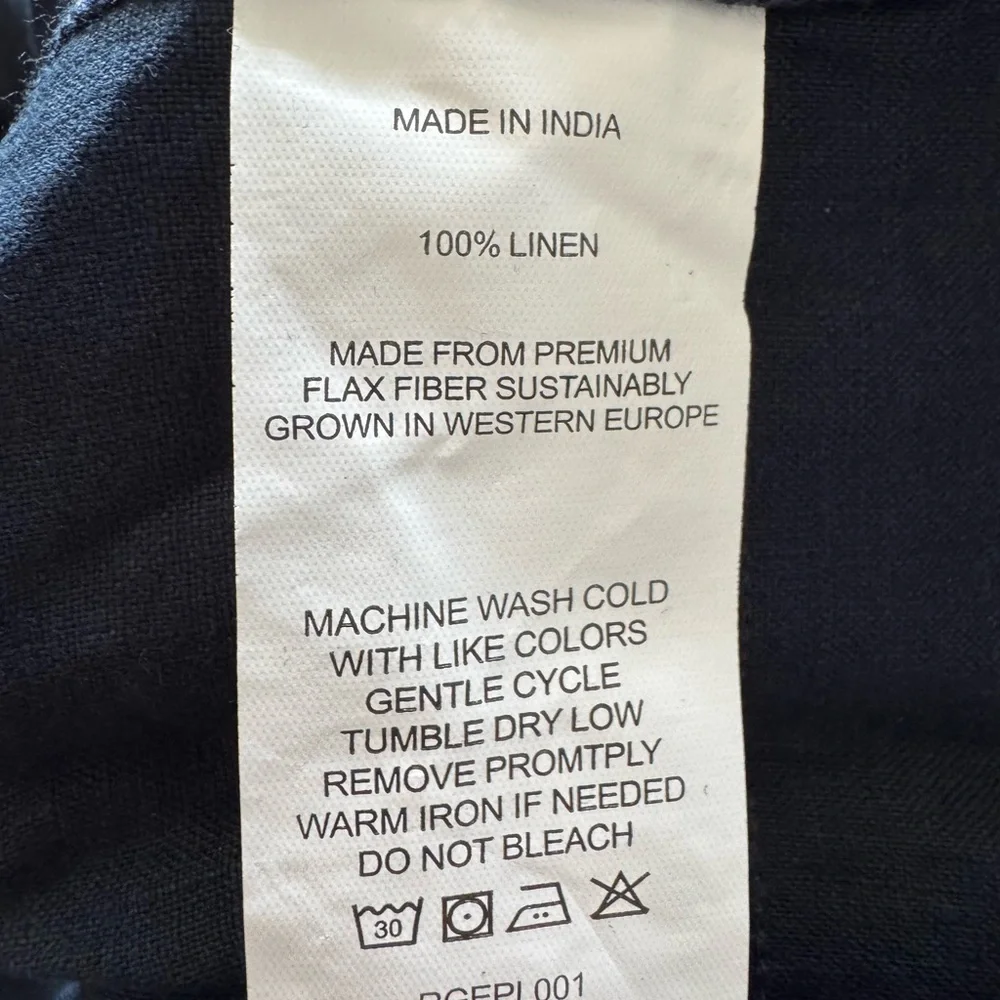 MADE IN INDIA
100% LINEN
MADE FROM PREMIUM
FLAX FIBER SUSTAINABLY
GROWN IN WESTERN EUROPE
MACHINE WASH COLD
WITH LIKE COLORS
GENTLE CYCLE
TUMBLE DRY LOW
REMOVE PROMTPLY
WARM IRON IF NEEDED
DO NOT BLEACH
30